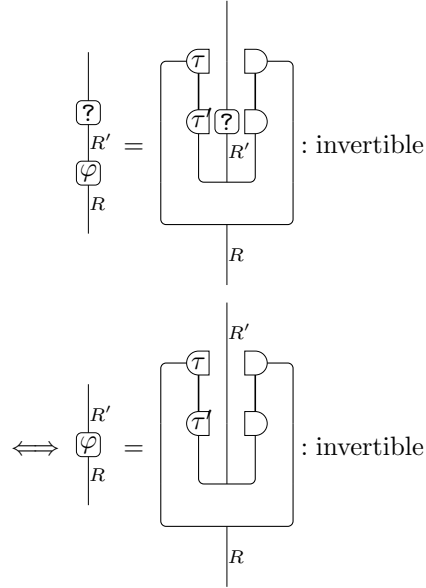 τ
? τ′ ?
R′ = R′ : invertible
φ
R
R
R′
τ
R′ τ′
⟺ φ = : invertible
R
R